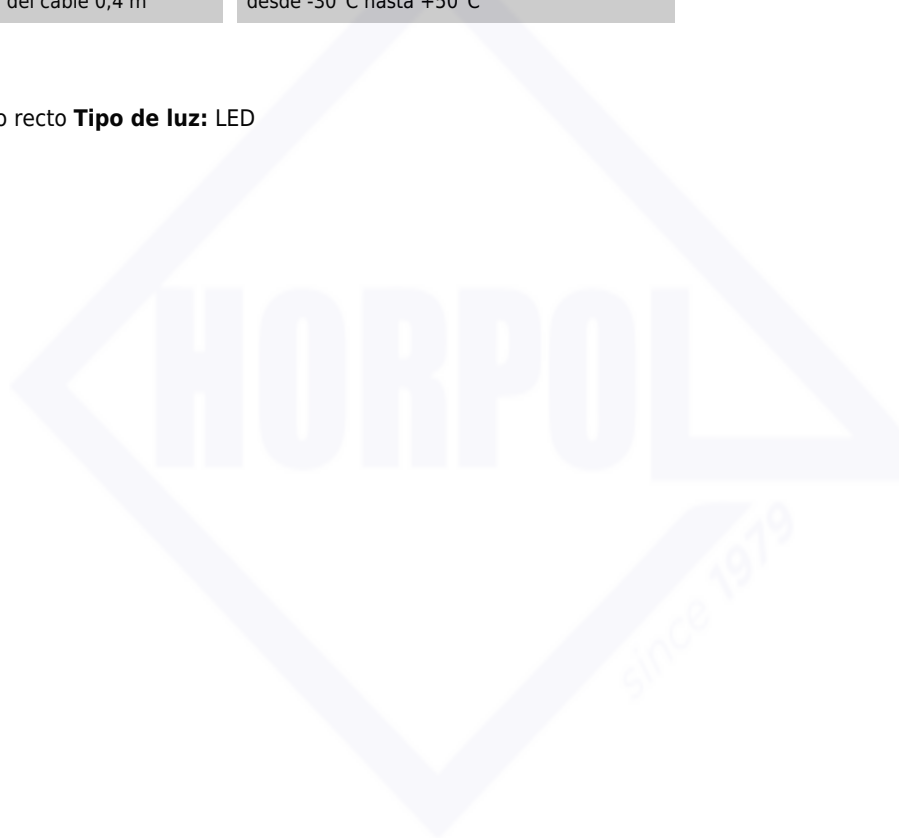 del cable 0,4 m
desde -30°C hasta +50°C
o recto Tipo de luz: LED
HORPOL
since 1979